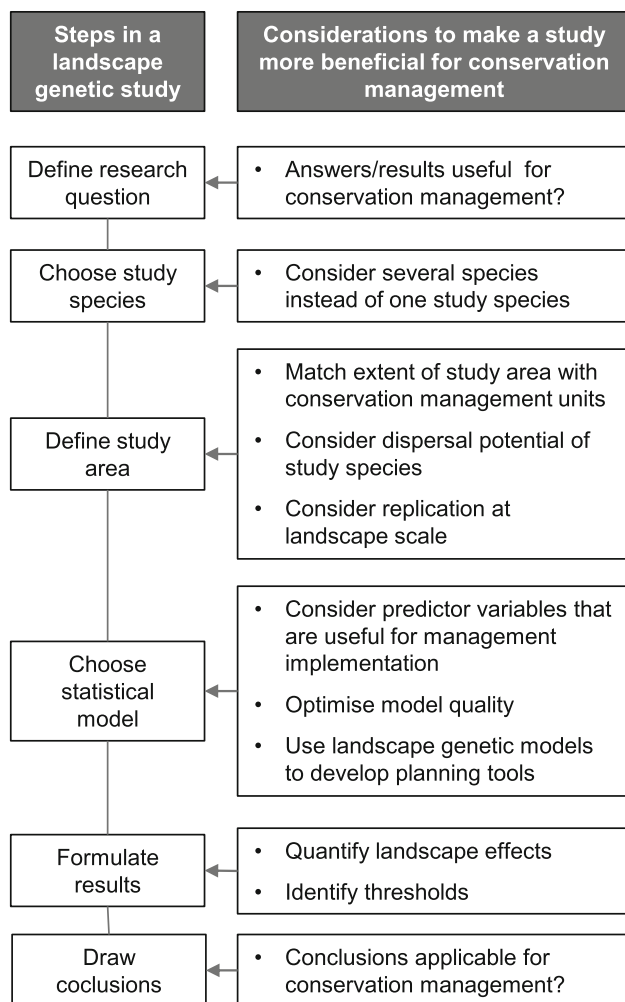 Steps in a
landscape
genetic study
Considerations to make a study
more beneficial for conservation
management
Define research
question
• Answers/results useful for
conservation management?
Choose study
species
• Consider several species
instead of one study species
Define study
area
• Match extent of study area with
conservation management units
• Consider dispersal potential of
study species
• Consider replication at
landscape scale
Choose
statistical
model
• Consider predictor variables that
are useful for management
implementation
• Optimise model quality
• Use landscape genetic models
to develop planning tools
Formulate
results
• Quantify landscape effects
• Identify thresholds
Draw
coclusions
• Conclusions applicable for
conservation management?